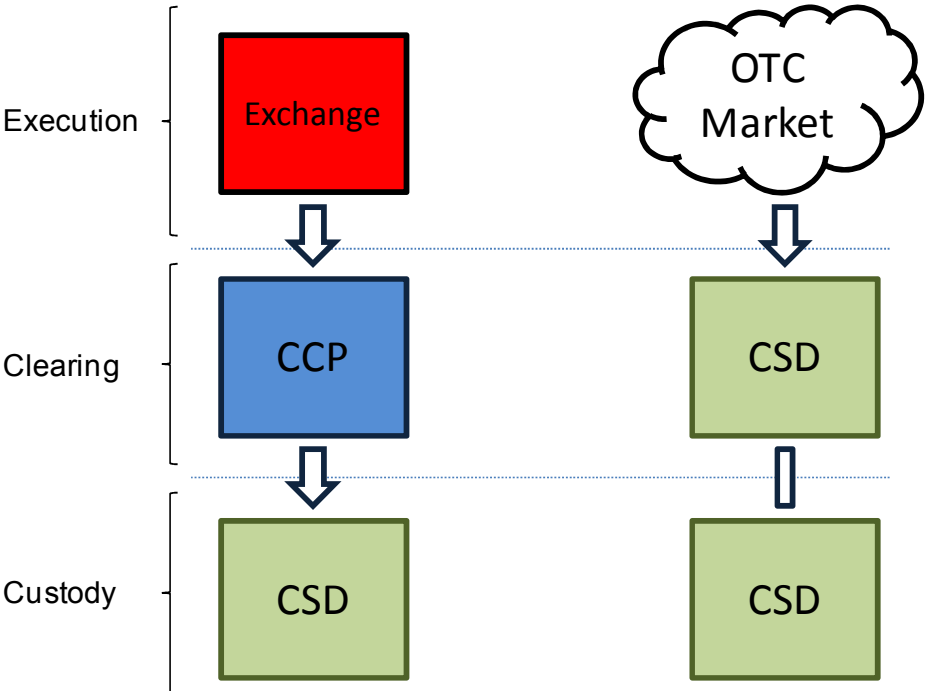 Execution
Exchange
OTC
Market
Clearing
CCP
CSD
Custody
CSD
CSD